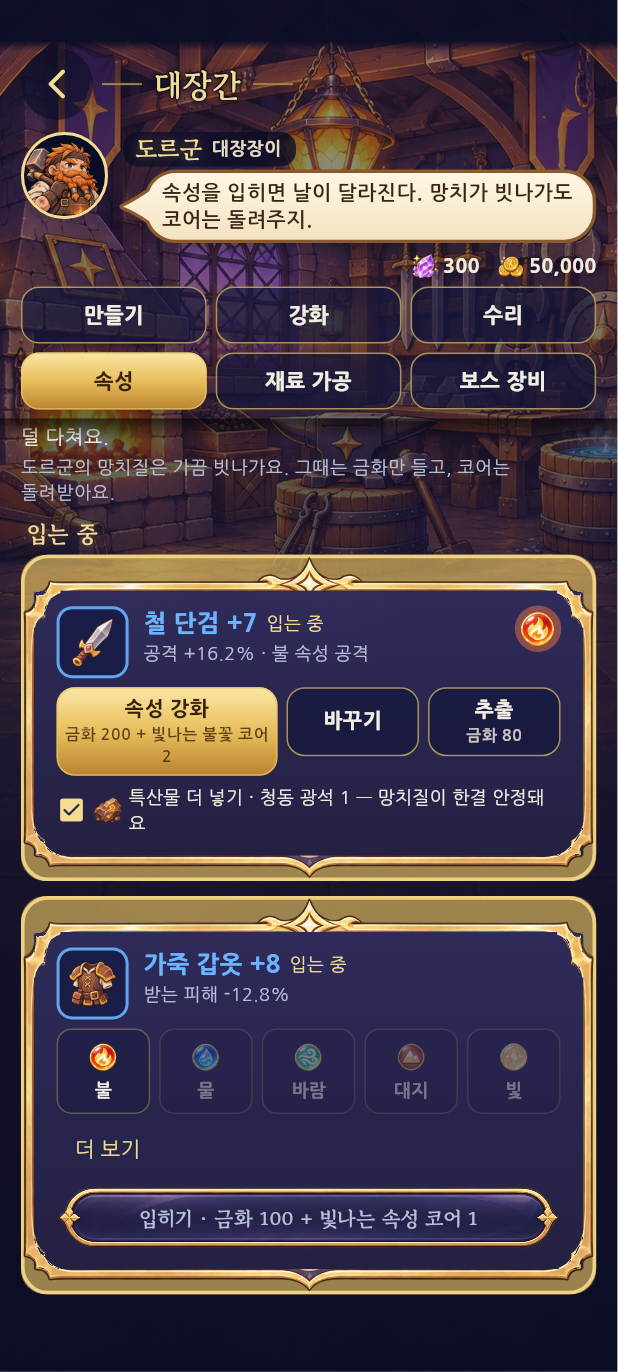 대장간
도르군 대장장이
속성을 입히면 날이 달라진다. 망치가 빗나가도
코어는 돌려주지.
300 50,000
만들기 강화 수리
속성 재료 가공 보스 장비
덜 다쳐요.
도르군의 망치질은 가끔 빗나가요. 그때는 금화만 들고, 코어는
돌려받아요.
입는 중
철 단검 +7 입는 중
공격 +16.2% · 불 속성 공격
속성 강화
금화 200 + 빛나는 불꽃 코어
2
바꾸기
추출
금화 80
특산물 더 넣기 · 청동 광석 1 — 망치질이 한결 안정돼
요
가죽 갑옷 +8 입는 중
받는 피해 -12.8%
불 물 바람 대지 빛
더 보기
입히기 · 금화 100 + 빛나는 속성 코어 1